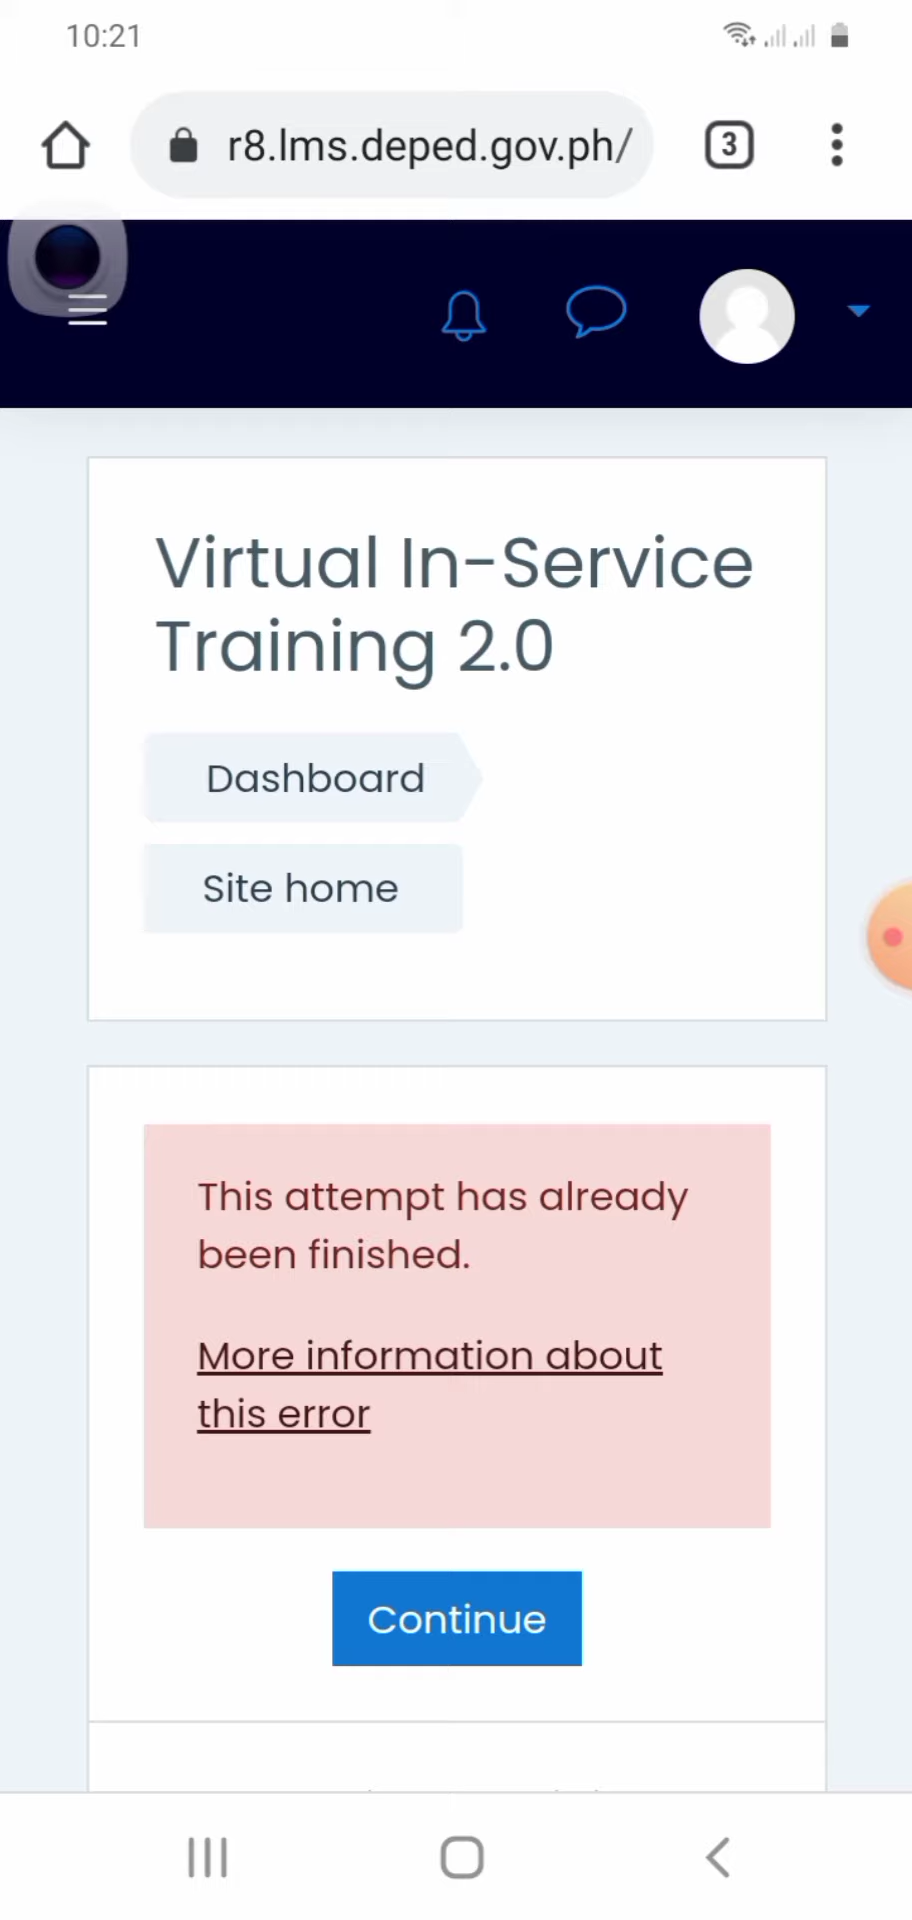 10:21
r8.lms.deped.gov.ph/
3
Virtual In-Service
Training 2.0
Dashboard
Site home
This attempt has already
been finished.
More information about
this error
Continue